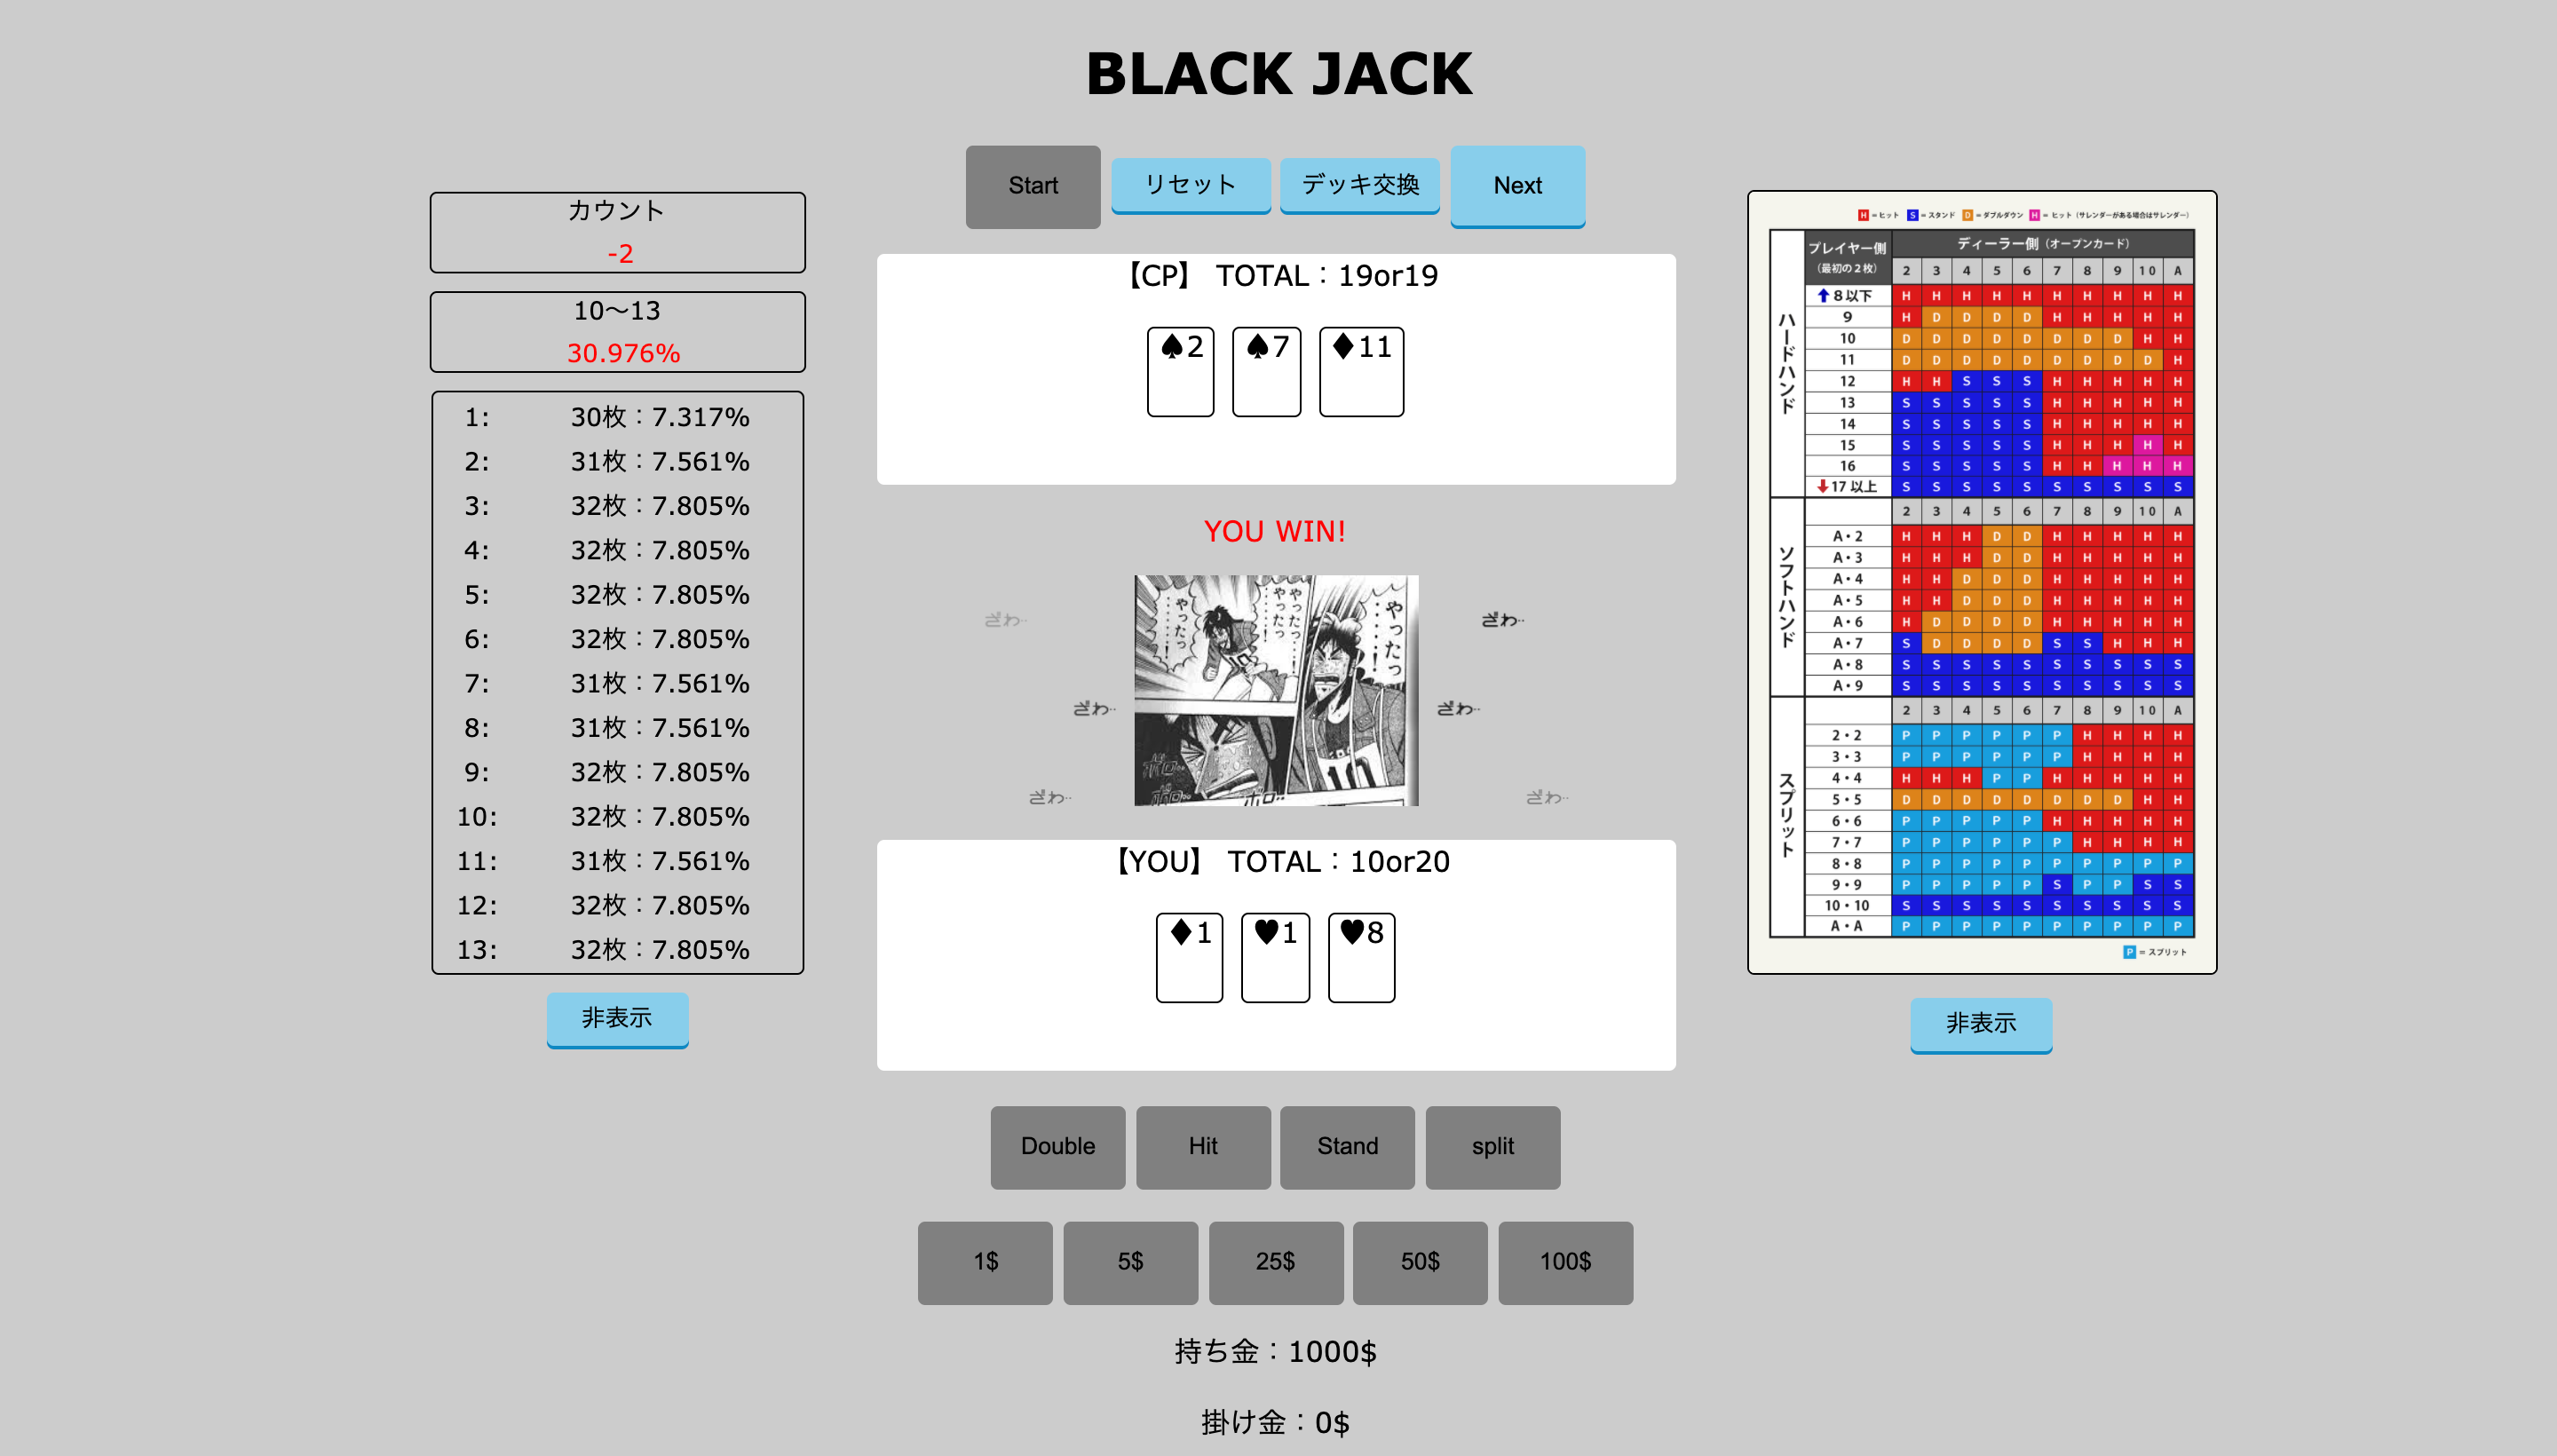 BLACK JACK
Start リセット デッキ交換 Next
カウント
-2
10〜13
30.976%
1: 30枚：7.317%
2: 31枚：7.561%
3: 32枚：7.805%
4: 32枚：7.805%
5: 32枚：7.805%
6: 32枚：7.805%
7: 31枚：7.561%
8: 31枚：7.561%
9: 32枚：7.805%
10: 32枚：7.805%
11: 31枚：7.561%
12: 32枚：7.805%
13: 32枚：7.805%
非表示
【CP】 TOTAL：19or19
♠2 ♠7 ♦11
YOU WIN!
ざわ‥ ざわ‥
ざわ‥ ざわ‥
ざわ‥ ざわ‥
やったっ……！
やったっ やったっ……！
やったっ……！
10
10
ボロ‥
ボロ‥
ボロ‥
【YOU】 TOTAL：10or20
♦1 ♥1 ♥8
Double Hit Stand split
1$ 5$ 25$ 50$ 100$
持ち金：1000$
掛け金：0$
H = ヒット S = スタンド D = ダブルダウン H = ヒット（サレンダーがある場合はサレンダー）
プレイヤー側
（最初の２枚）
ディーラー側（オープンカード）
2 3 4 5 6 7 8 9 10 A
ハードハンド
⬆8以下 H H H H H H H H H H
9 H D D D D H H H H H
10 D D D D D D D D H H
11 D D D D D D D D D H
12 H H S S S H H H H H
13 S S S S S H H H H H
14 S S S S S H H H H H
15 S S S S S H H H H H
16 S S S S S H H H H H
⬇17以上 S S S S S S S S S S
ソフトハンド
2 3 4 5 6 7 8 9 10 A
A・2 H H H D D H H H H H
A・3 H H H D D H H H H H
A・4 H H D D D H H H H H
A・5 H H D D D H H H H H
A・6 H D D D D H H H H H
A・7 S D D D D S S H H H
A・8 S S S S S S S S S S
A・9 S S S S S S S S S S
スプリット
2 3 4 5 6 7 8 9 10 A
2・2 P P P P P P H H H H
3・3 P P P P P P H H H H
4・4 H H H P P H H H H H
5・5 D D D D D D D D H H
6・6 P P P P P H H H H H
7・7 P P P P P P H H H H
8・8 P P P P P P P P P P
9・9 P P P P P S P P S S
10・10 S S S S S S S S S S
A・A P P P P P P P P P P
P = スプリット
非表示